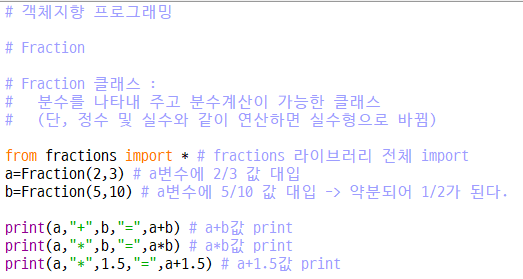 # 객체지향 프로그래밍
# Fraction
# Fraction 클래스 :
#   분수를 나타내 주고 분수계산이 가능한 클래스
#   (단, 정수 및 실수와 같이 연산하면 실수형으로 바뀜)
from fractions import * # fractions 라이브러리 전체 import
a=Fraction(2,3) # a변수에 2/3 값 대입
b=Fraction(5,10) # a변수에 5/10 값 대입 -> 약분되어 1/2가 된다.
print(a,"+",b,"=",a+b) # a+b값 print
print(a,"*",b,"=",a*b) # a*b값 print
print(a,"*",1.5,"=",a+1.5) # a+1.5값 print